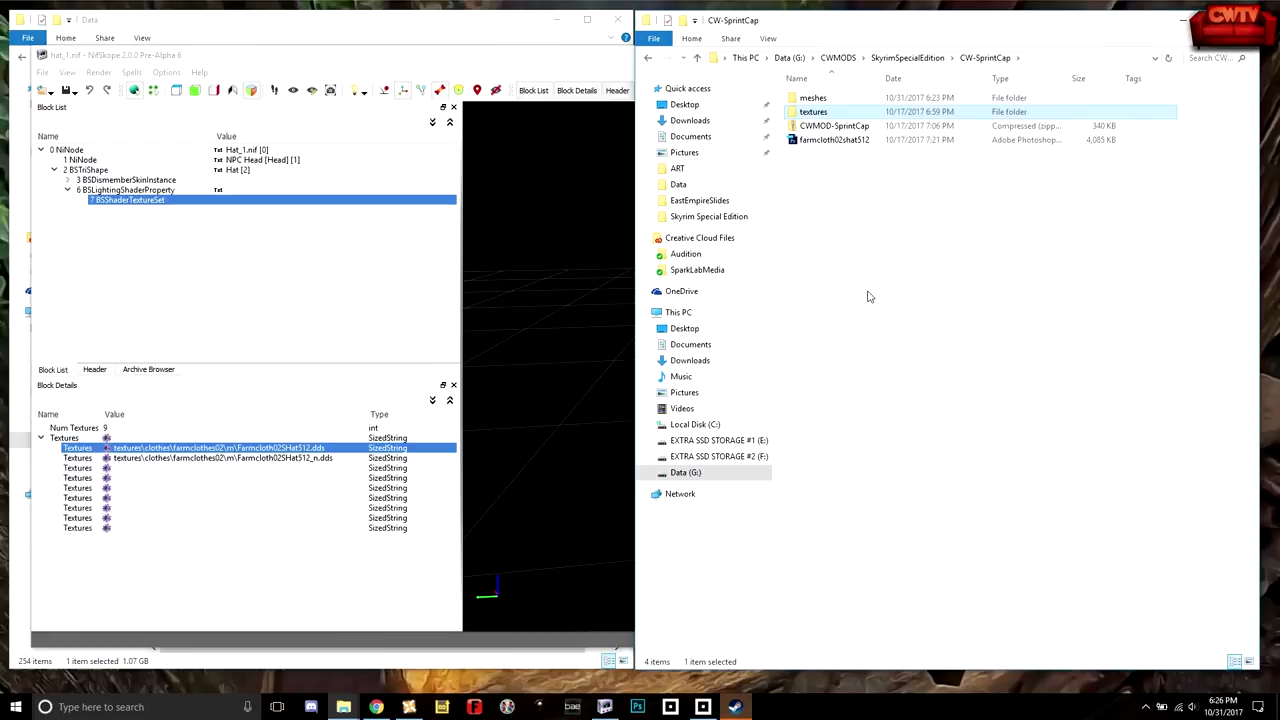 Data
File Home Share View
hat_1.nif - NifSkope 2.0.0 Pre-Alpha 6
File View Render Spells Options Help
Block List Block Details Header
Block List
Name Value
0 NiNode Txt Hat_1.nif [0]
1 NiNode Txt NPC Head [Head] [1]
2 BSTriShape Txt Hat [2]
3 BSDismemberSkinInstance
6 BSLightingShaderProperty Txt
7 BSShaderTextureSet
Block List Header Archive Browser
Block Details
Name Value Type
Num Textures 9 int
Textures SizedString
Textures textures\clothes\farmclothes02\m\Farmcloth02SHat512.dds SizedString
Textures textures\clothes\farmclothes02\m\Farmcloth02SHat512_n.dds SizedString
Textures SizedString
Textures SizedString
Textures SizedString
Textures SizedString
Textures SizedString
Textures SizedString
Textures SizedString
254 items 1 item selected 1.07 GB
CW-SprintCap
CWTV
File Home Share View
This PC Data (G:) CWMODS SkyrimSpecialEdition CW-SprintCap Search CW...
Name Date Type Size Tags
meshes 10/31/2017 6:23 PM File folder
textures 10/17/2017 6:59 PM File folder
CWMOD-SprintCap 10/17/2017 7:06 PM Compressed (zipp... 340 KB
farmcloth02shat512 10/17/2017 7:21 PM Adobe Photoshop... 4,085 KB
Quick access
Desktop
Downloads
Documents
Pictures
ART
Data
EastEmpireSlides
Skyrim Special Edition
Creative Cloud Files
Audition
SparkLabMedia
OneDrive
This PC
Desktop
Documents
Downloads
Music
Pictures
Videos
Local Disk (C:)
EXTRA SSD STORAGE #1 (E:)
EXTRA SSD STORAGE #2 (F:)
Data (G:)
Network
4 items 1 item selected
Type here to search
bae
Ps
6:26 PM
10/31/2017